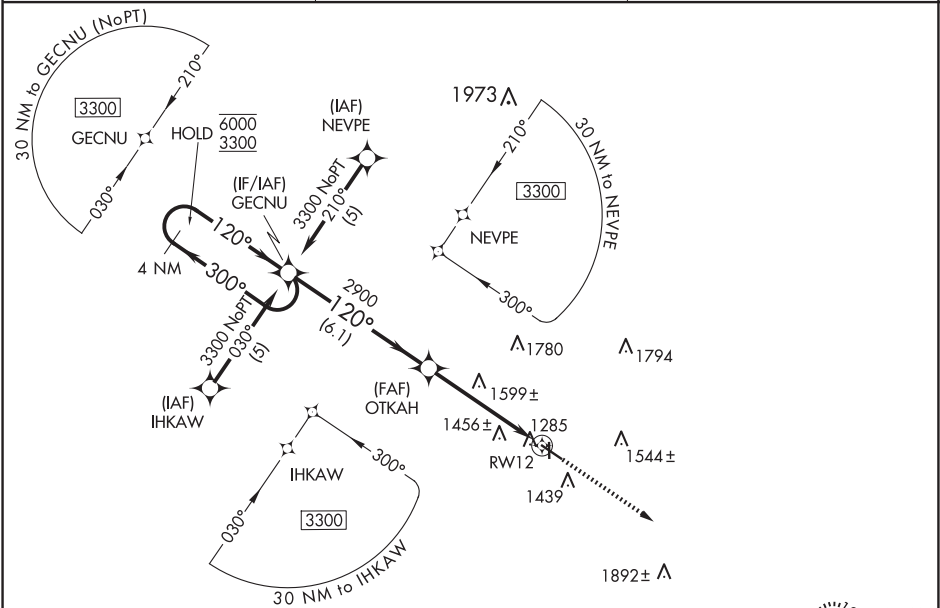 30 NM to GECNU (NoPT)
210°
3300
GECNU
030°
HOLD
6000
3300
(IAF)
NEVPE
1973
(IF/IAF)
GECNU
3300 NoPT
210°
(5)
30 NM to NEVPE
210°
3300
NEVPE
300°
120°
4 NM
300°
2900
120°
(6.1)
3300 NoPT
030°
(5)
(IAF)
IHKAW
1780
1794
(FAF)
OTKAH
1599±
1456±
1285
RW12
1544±
1439
IHKAW
300°
030°
3300
30 NM to IHKAW
1892±